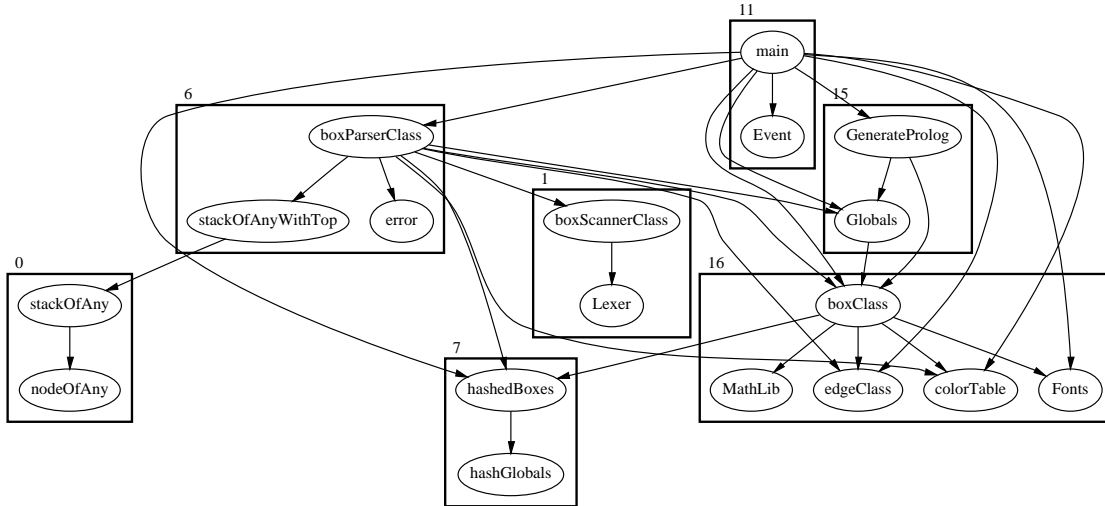 11
main
6
15
boxParserClass
Event
GenerateProlog
1
stackOfAnyWithTop
error
boxScannerClass
Globals
0
16
stackOfAny
Lexer
boxClass
7
nodeOfAny
hashedBoxes
MathLib
edgeClass
colorTable
Fonts
hashGlobals